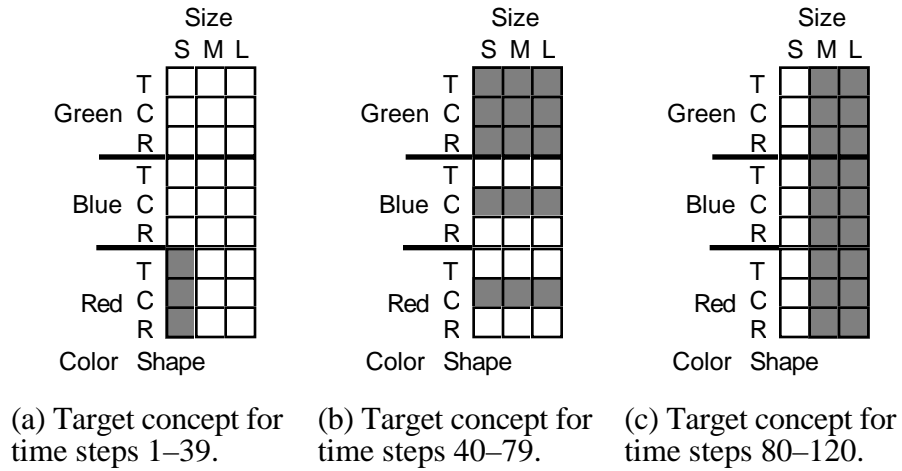 Size Size Size
S M L S M L S M L
T T T
Green C Green C Green C
R R R
T T T
Blue C Blue C Blue C
R R R
T T T
Red C Red C Red C
R R R
Color Shape Color Shape Color Shape
(a) Target concept for (b) Target concept for (c) Target concept for
time steps 1–39. time steps 40–79. time steps 80–120.